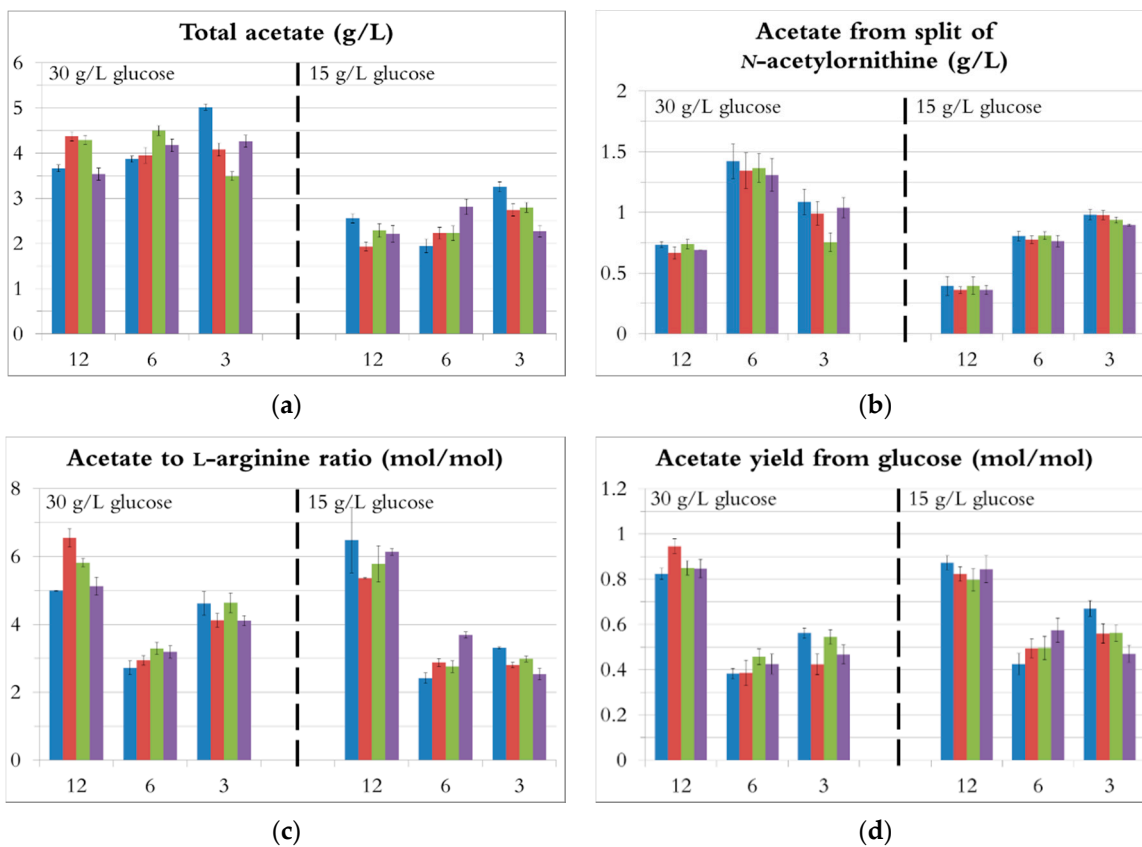 Total acetate (g/L)
6
5
4
3
2
1
0
30 g/L glucose
15 g/L glucose
12 6 3 12 6 3
(a)
Acetate from split of
N-acetylornithine (g/L)
2
1.5
1
0.5
0
30 g/L glucose
15 g/L glucose
12 6 3 12 6 3
(b)
Acetate to L-arginine ratio (mol/mol)
8
6
4
2
0
30 g/L glucose
15 g/L glucose
12 6 3 12 6 3
(c)
Acetate yield from glucose (mol/mol)
1.2
1
0.8
0.6
0.4
0.2
0
30 g/L glucose
15 g/L glucose
12 6 3 12 6 3
(d)